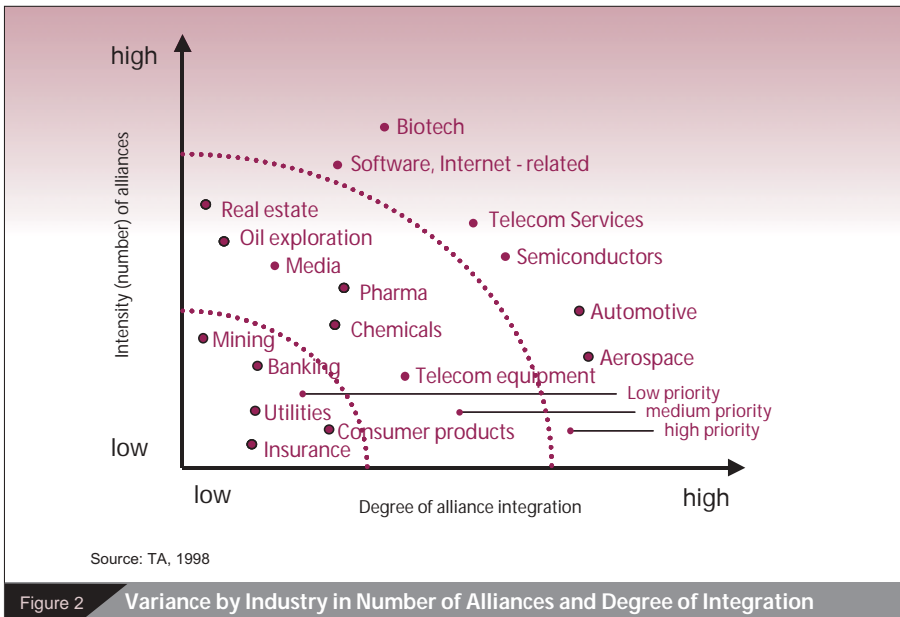 high
Intensity (number) of alliances
Biotech
Software, Internet - related
Real estate
Telecom Services
Oil exploration
Semiconductors
Media
Pharma
Automotive
Chemicals
Mining
Aerospace
Banking
Telecom equipment
Low priority
Utilities
medium priority
Consumer products
high priority
Insurance
low
low
high
Degree of alliance integration
Source: TA, 1998
Figure 2 Variance by Industry in Number of Alliances and Degree of Integration